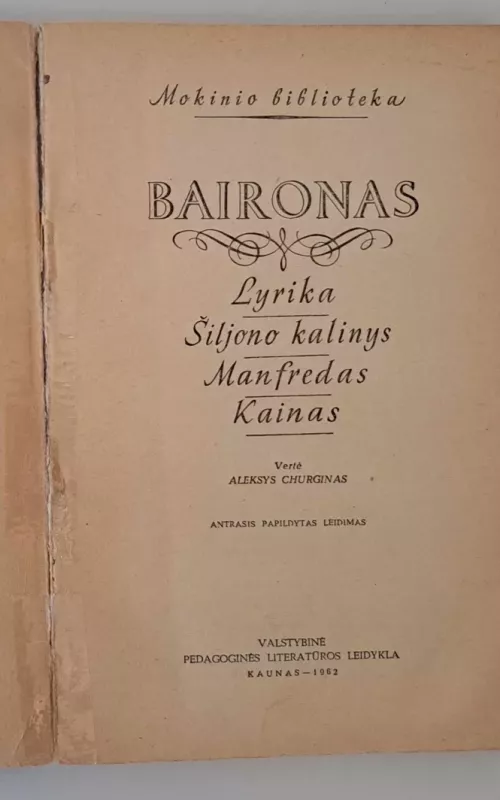 Mokinio biblioteka
BAIRONAS
Lyrika
Šiljono kalinys
Manfredas
Kainas
Vertė
ALEKSYS CHURGINAS
ANTRASIS PAPILDYTAS LEIDIMAS
VALSTYBINĖ
PEDAGOGINĖS LITERATŪROS LEIDYKLA
KAUNAS—1962